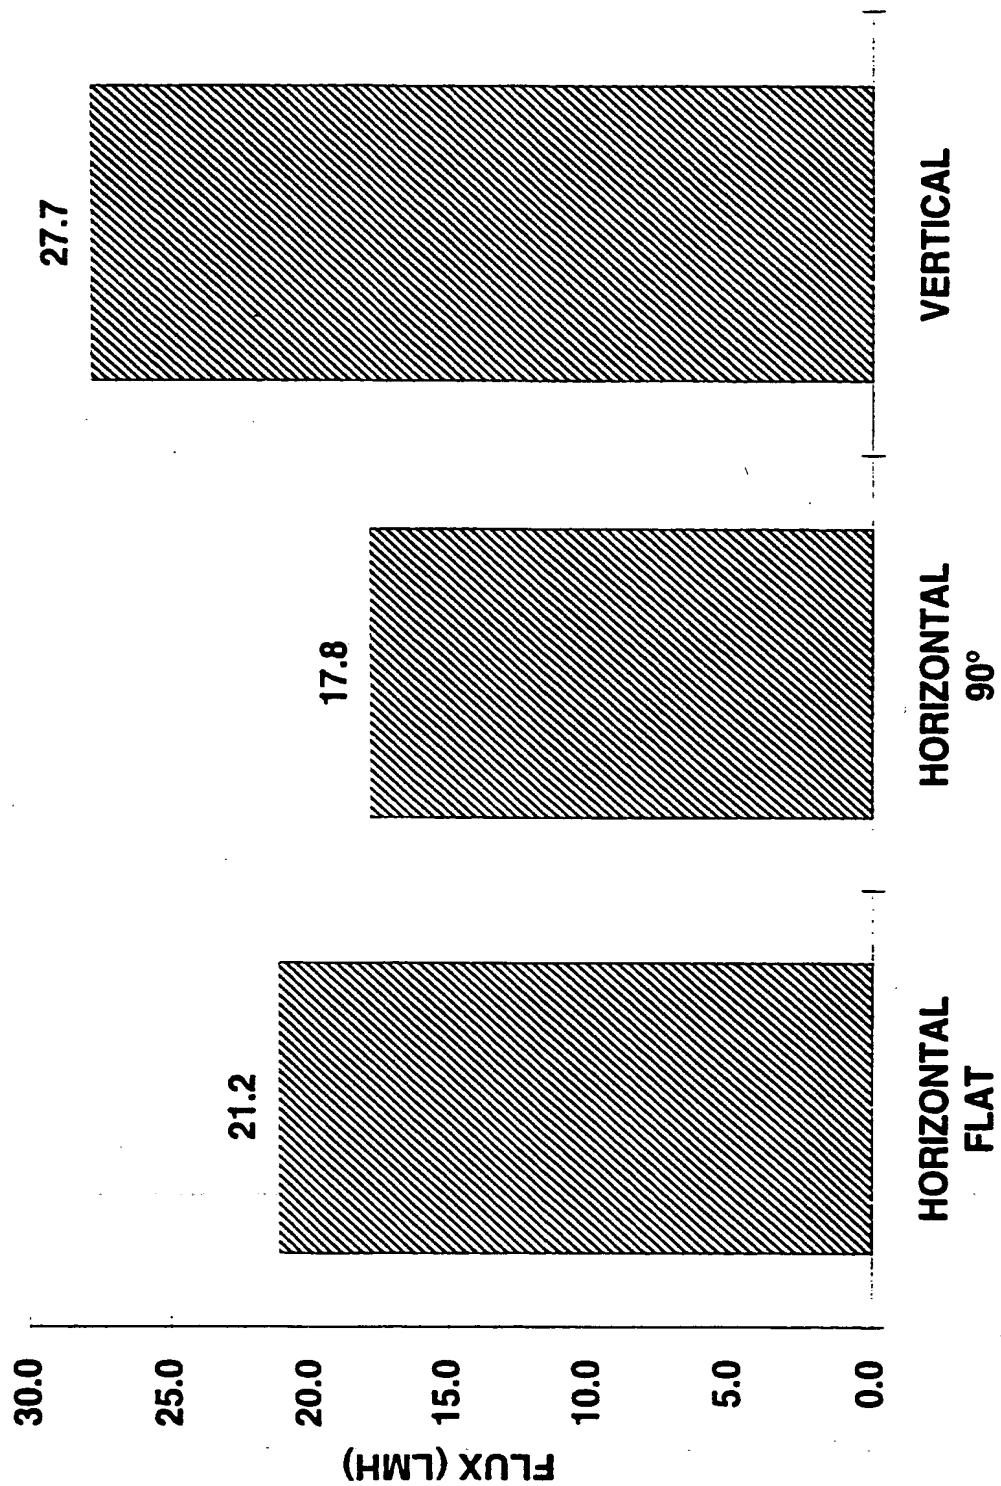 FLUX (LMH)
30.0
25.0
20.0
15.0
10.0
5.0
0.0
21.2
17.8
27.7
HORIZONTAL
FLAT
HORIZONTAL
90°
VERTICAL